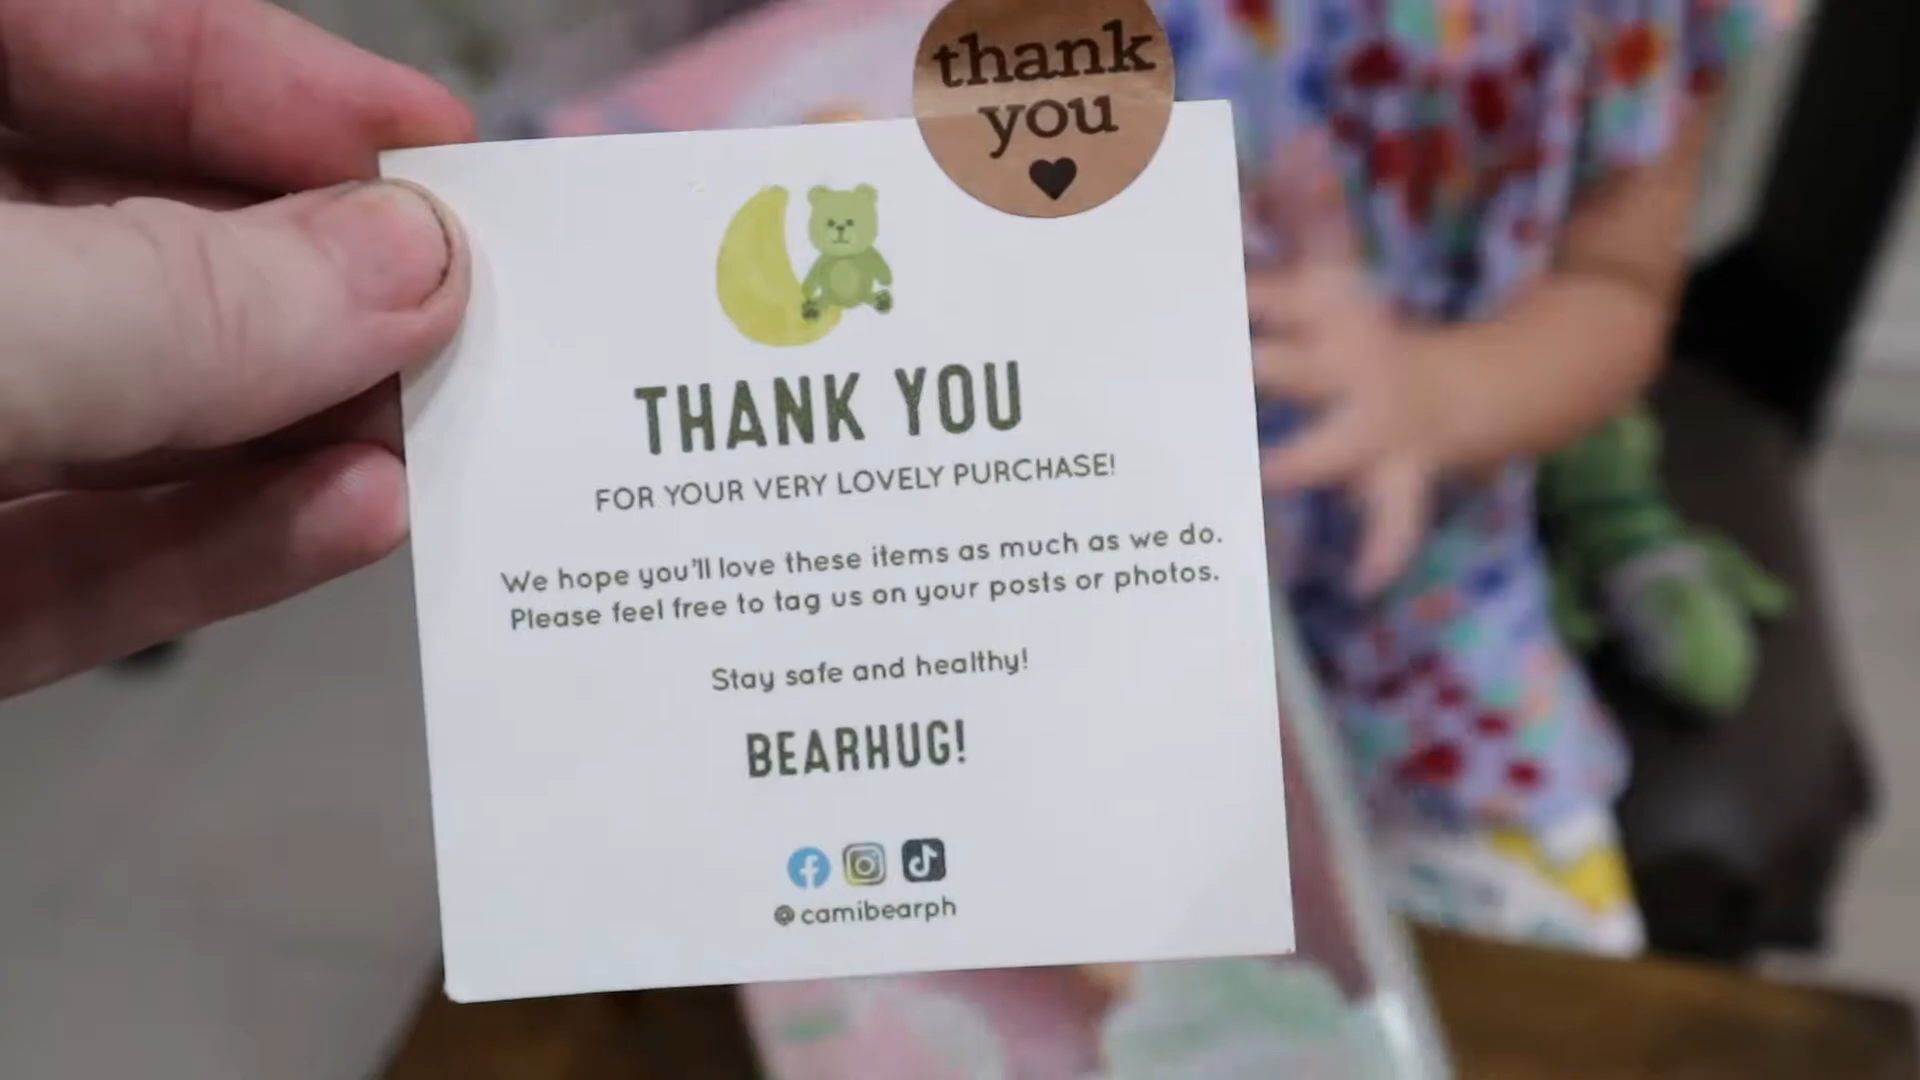 thank
you
THANK YOU
FOR YOUR VERY LOVELY PURCHASE!
We hope you'll love these items as much as we do.
Please feel free to tag us on your posts or photos.
Stay safe and healthy!
BEARHUG!
@camibearph